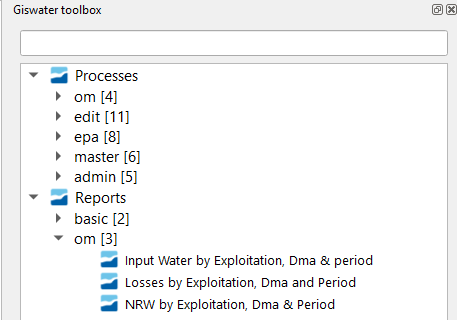 Giswater toolbox
Processes
om [4]
edit [11]
epa [8]
master [6]
admin [5]
Reports
basic [2]
om [3]
Input Water by Exploitation, Dma & period
Losses by Exploitation, Dma and Period
NRW by Exploitation, Dma & Period